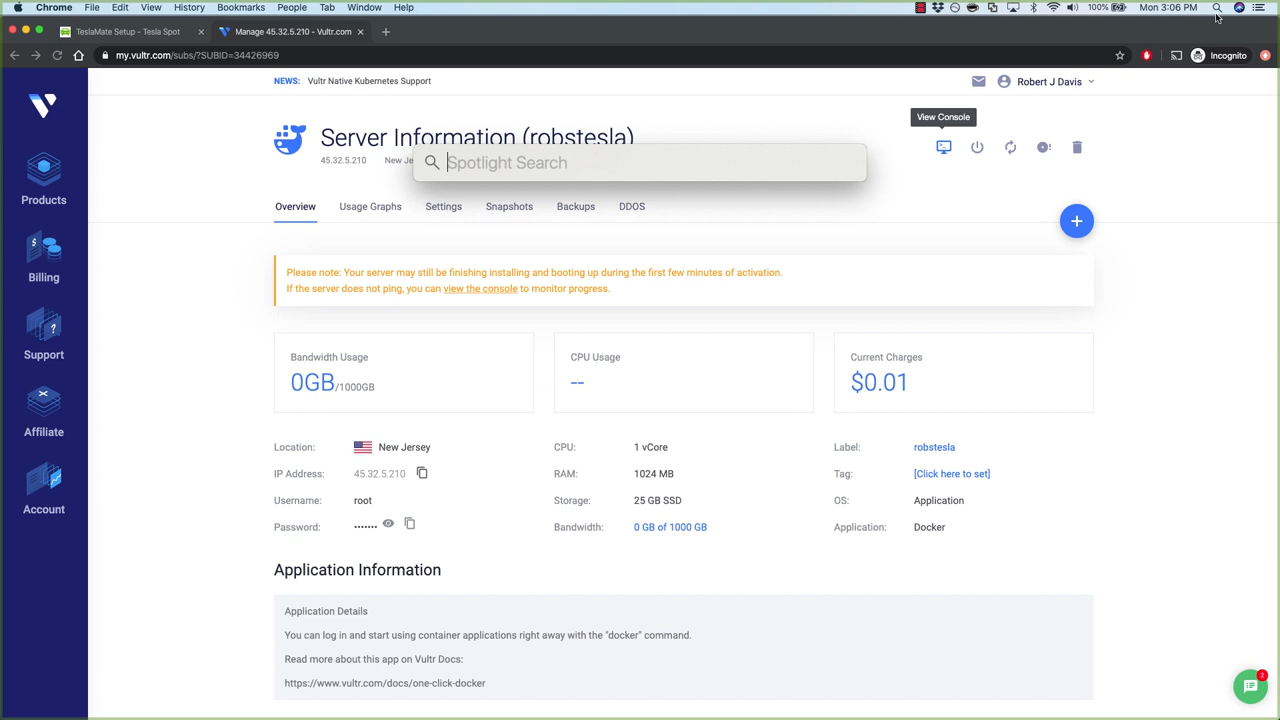 Chrome File Edit View History Bookmarks People Tab Window Help 100% Mon 3:06 PM
TeslaMate Setup - Tesla Spot Manage 45.32.5.210 - Vultr.com
my.vultr.com/subs/?SUBID=34426969 Incognito
NEWS: Vultr Native Kubernetes Support Robert J Davis
View Console
Server Information (robstesla)
45.32.5.210 New Je
Spotlight Search
Products
Billing
Support
Affiliate
Account
Overview Usage Graphs Settings Snapshots Backups DDOS
Please note: Your server may still be finishing installing and booting up during the first few minutes of activation.
If the server does not ping, you can view the console to monitor progress.
Bandwidth Usage CPU Usage Current Charges
0GB/1000GB -- $0.01
Location: New Jersey CPU: 1 vCore Label: robstesla
IP Address: 45.32.5.210 RAM: 1024 MB Tag: [Click here to set]
Username: root Storage: 25 GB SSD OS: Application
Password: ······· Bandwidth: 0 GB of 1000 GB Application: Docker
Application Information
Application Details
You can log in and start using container applications right away with the "docker" command.
Read more about this app on Vultr Docs:
https://www.vultr.com/docs/one-click-docker
2